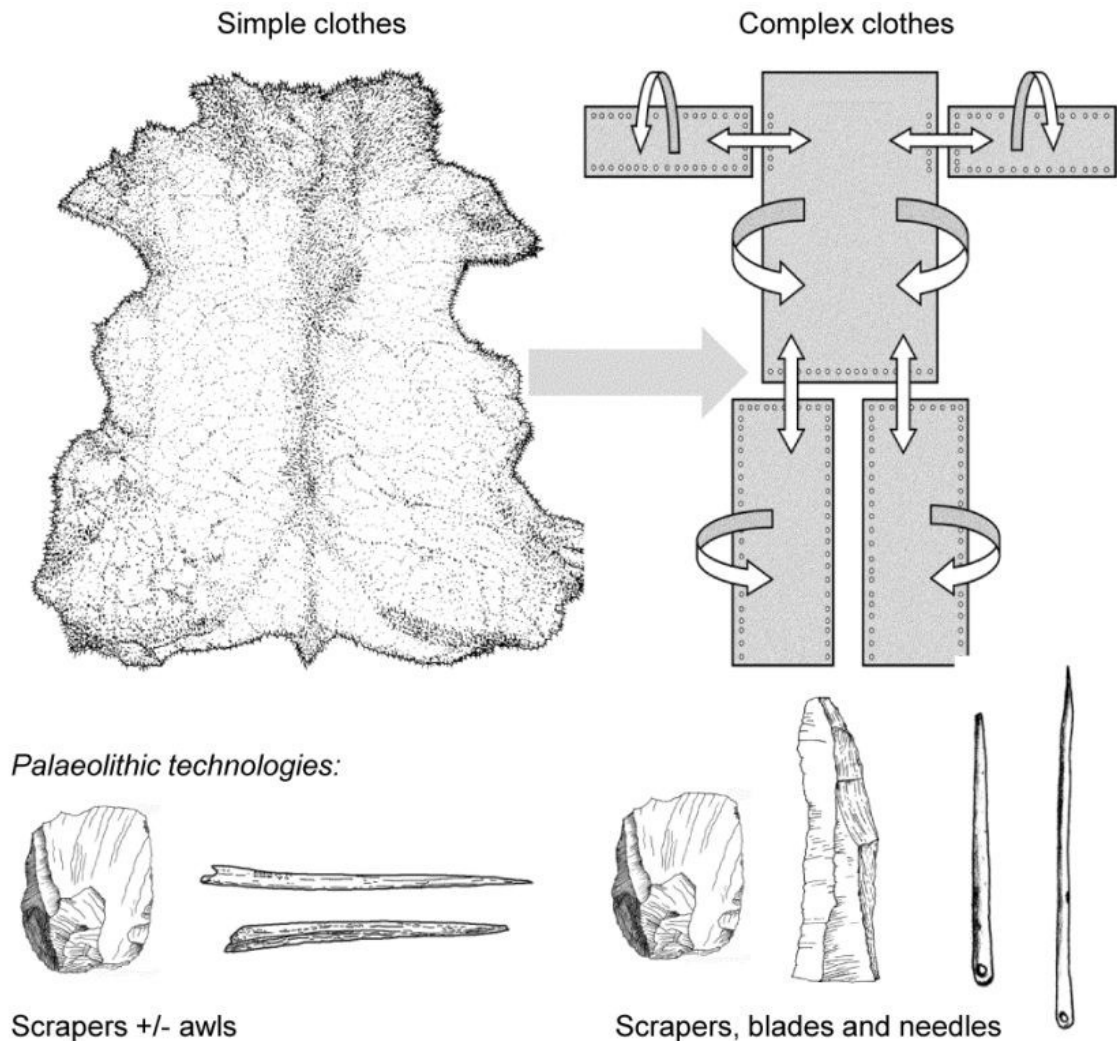 Simple clothes
Complex clothes
Palaeolithic technologies:
Scrapers +/- awls
Scrapers, blades and needles